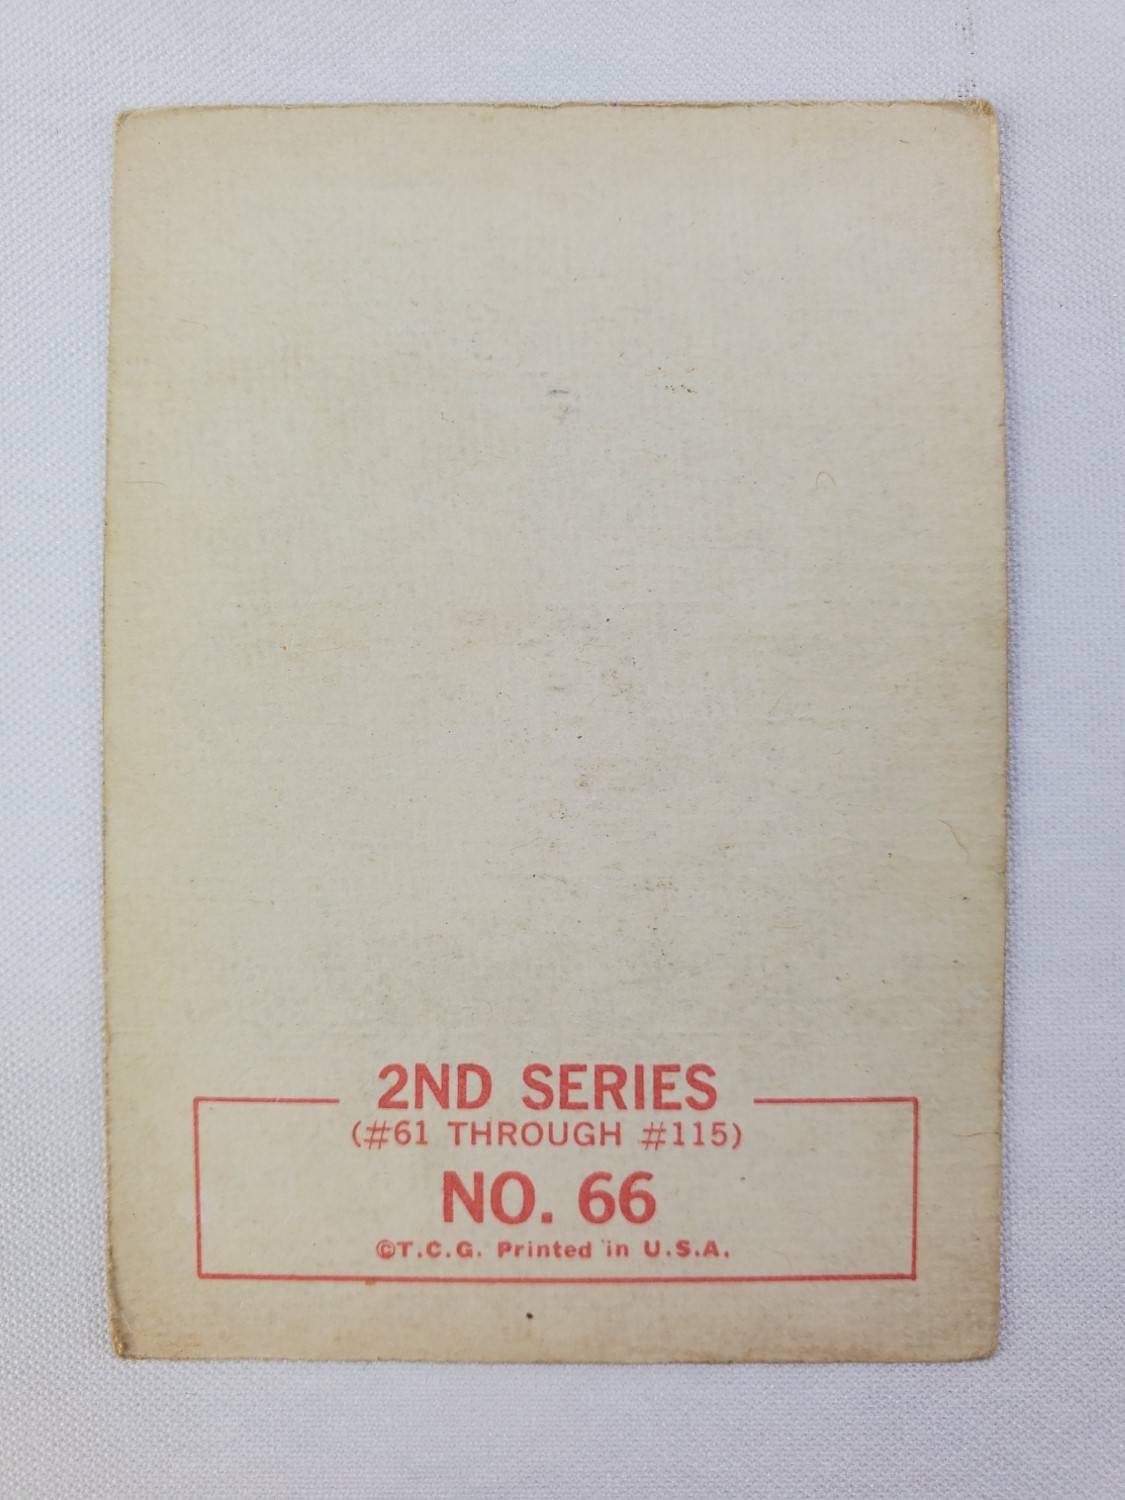 2ND SERIES
(#61 THROUGH #115)
NO. 66
©T.C.G. Printed in U.S.A.